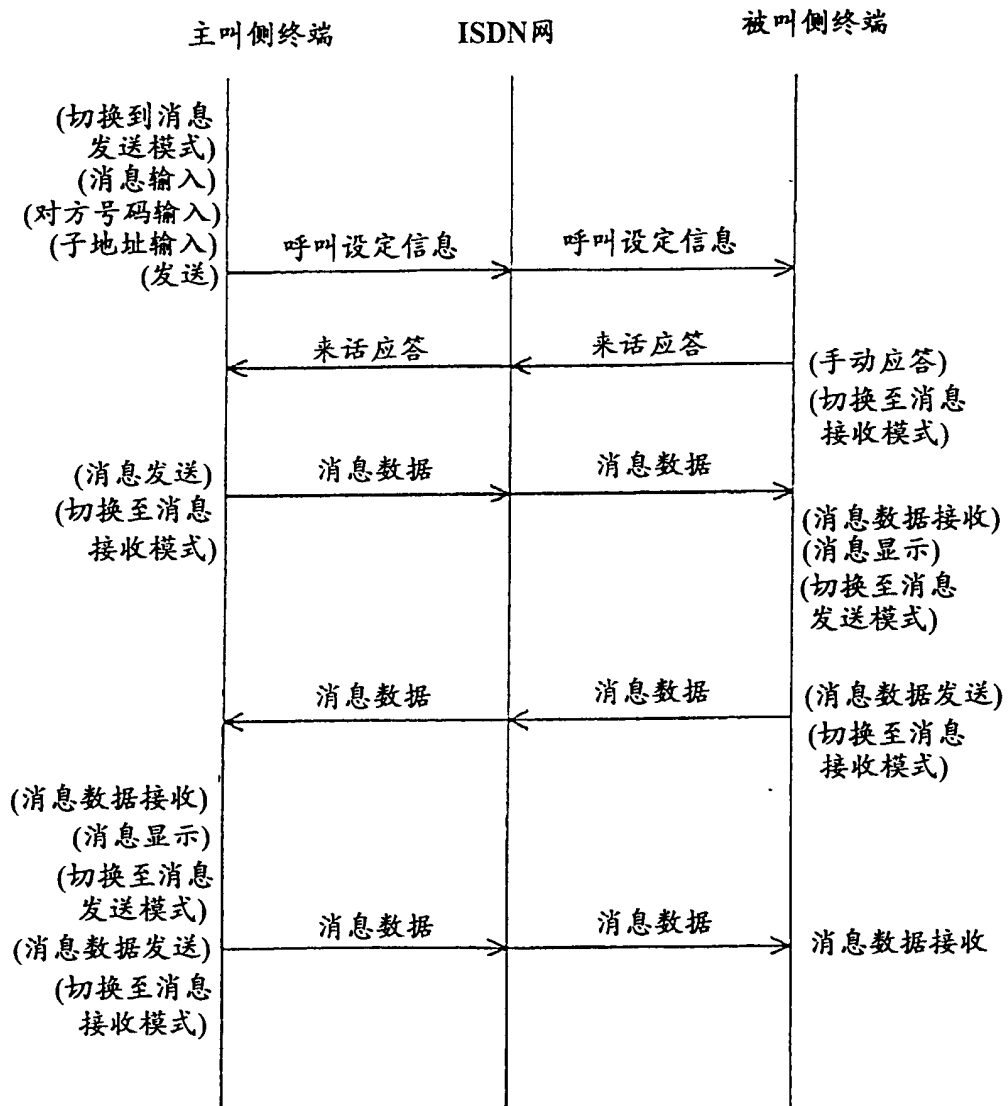 主叫侧终端
ISDN网
被叫侧终端
(切换到消息
发送模式)
(消息输入)
(对方号码输入)
(子地址输入)
(发送)
呼叫设定信息
呼叫设定信息
来话应答
来话应答
(手动应答)
(切换至消息
接收模式)
(消息发送)
(切换至消息
接收模式)
消息数据
消息数据
(消息数据接收)
(消息显示)
(切换至消息
发送模式)
消息数据
消息数据
(消息数据发送)
(切换至消息
接收模式)
(消息数据接收)
(消息显示)
(切换至消息
发送模式)
(消息数据发送)
(切换至消息
接收模式)
消息数据
消息数据
消息数据接收